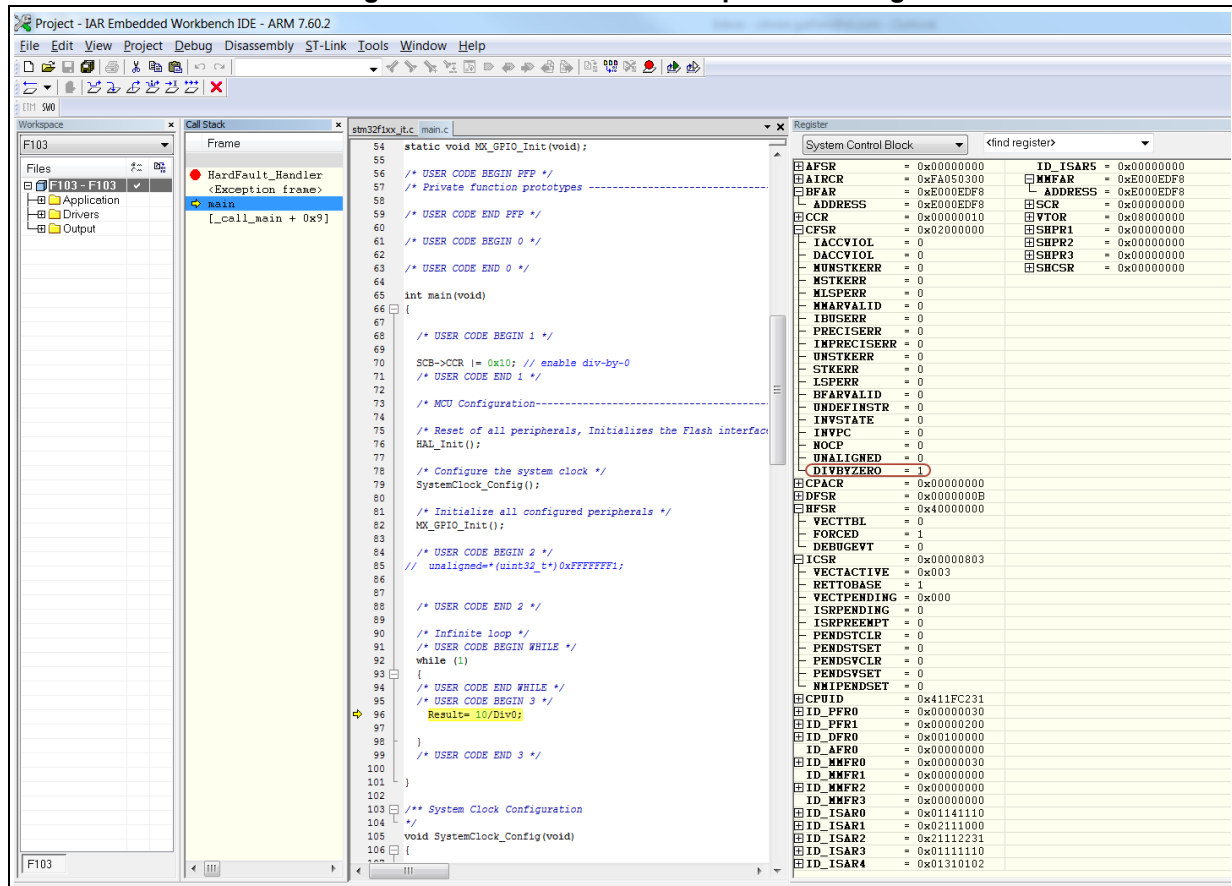 Project - IAR Embedded Workbench IDE - ARM 7.60.2
File Edit View Project Debug Disassembly ST-Link Tools Window Help
ETM SWO
Workspace
F103
Files
F103 - F103
Application
Drivers
Output
F103
Call Stack
Frame
HardFault_Handler
<Exception frame>
main
[_call_main + 0x9]
stm32f1xx_it.c main.c
54 static void MX_GPIO_Init(void);
55
56 /* USER CODE BEGIN PFP */
57 /* Private function prototypes -----------------------------------------------
58
59 /* USER CODE END PFP */
60
61 /* USER CODE BEGIN 0 */
62
63 /* USER CODE END 0 */
64
65 int main(void)
66 {
67
68 /* USER CODE BEGIN 1 */
69
70 SCB->CCR |= 0x10; // enable div-by-0
71 /* USER CODE END 1 */
72
73 /* MCU Configuration----------------------------------------------------------
74
75 /* Reset of all peripherals, Initializes the Flash interface
76 HAL_Init();
77
78 /* Configure the system clock */
79 SystemClock_Config();
80
81 /* Initialize all configured peripherals */
82 MX_GPIO_Init();
83
84 /* USER CODE BEGIN 2 */
85 // unaligned=*(uint32_t*)0xFFFFFFF1;
86
87
88 /* USER CODE END 2 */
89
90 /* Infinite loop */
91 /* USER CODE BEGIN WHILE */
92 while (1)
93 {
94 /* USER CODE END WHILE */
95 /* USER CODE BEGIN 3 */
96 Result= 10/Div0;
97
98 }
99 /* USER CODE END 3 */
100
101 }
102
103 /** System Clock Configuration
104 */
105 void SystemClock_Config(void)
106 {
Register
System Control Block
<find register>
AFSR = 0x00000000
AIRCR = 0xFA050300
BFAR = 0xE000EDF8
ADDRESS = 0xE000EDF8
CCR = 0x00000010
CFSR = 0x02000000
IACCVIOL = 0
DACCVIOL = 0
MUNSTKERR = 0
MSTKERR = 0
MLSPERR = 0
MMARVALID = 0
IBUSERR = 0
PRECISERR = 0
IMPRECISERR = 0
UNSTKERR = 0
STKERR = 0
LSPERR = 0
BFARVALID = 0
UNDEFINSTR = 0
INVSTATE = 0
INVPC = 0
NOCP = 0
UNALIGNED = 0
DIVBYZERO = 1
CPACR = 0x00000000
DFSR = 0x0000000B
HFSR = 0x40000000
VECTTBL = 0
FORCED = 1
DEBUGEVT = 0
ICSR = 0x00000803
VECTACTIVE = 0x003
RETTOBASE = 1
VECTPENDING = 0x000
ISRPENDING = 0
ISRPREEMPT = 0
PENDSTCLR = 0
PENDSTSET = 0
PENDSVCLR = 0
PENDSVSET = 0
NMIPENDSET = 0
CPUID = 0x411FC231
ID_PFR0 = 0x00000030
ID_PFR1 = 0x00000200
ID_DFR0 = 0x00100000
ID_AFR0 = 0x00000000
ID_MMFR0 = 0x00000030
ID_MMFR1 = 0x00000000
ID_MMFR2 = 0x00000000
ID_MMFR3 = 0x00000000
ID_ISAR0 = 0x01141110
ID_ISAR1 = 0x02111000
ID_ISAR2 = 0x21112231
ID_ISAR3 = 0x01111110
ID_ISAR4 = 0x01310102
ID_ISAR5 = 0x00000000
MMFAR = 0xE000EDF8
ADDRESS = 0xE000EDF8
SCR = 0x00000000
VTOR = 0x08000000
SHPR1 = 0x00000000
SHPR2 = 0x00000000
SHPR3 = 0x00000000
SHCSR = 0x00000000